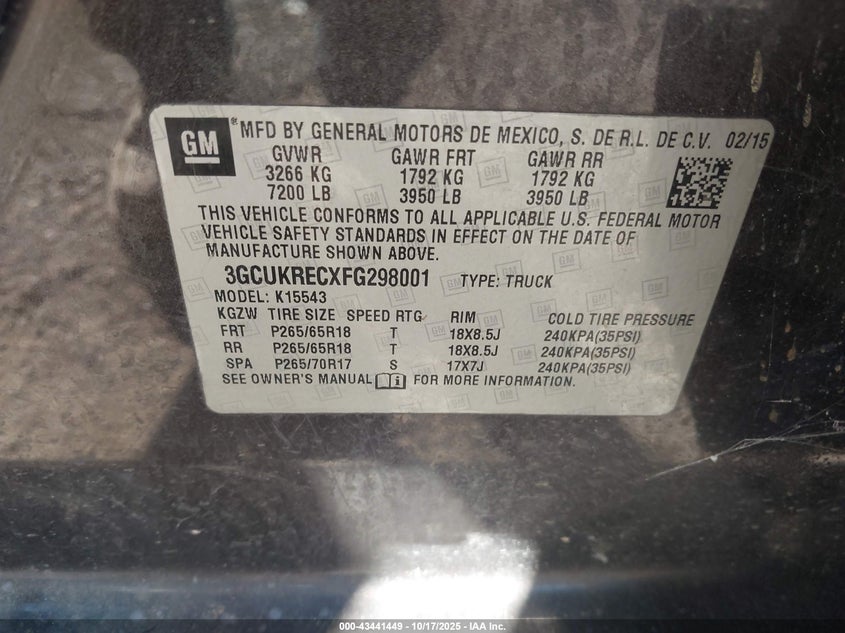 GM ® MFD BY GENERAL MOTORS DE MEXICO, S. DE R.L. DE C.V. 02/15
GVWR GAWR FRT GAWR RR
3266 KG 1792 KG 1792 KG
7200 LB 3950 LB 3950 LB
THIS VEHICLE CONFORMS TO ALL APPLICABLE U.S. FEDERAL MOTOR
VEHICLE SAFETY STANDARDS IN EFFECT ON THE DATE OF
MANUFACTURE SHOWN ABOVE.
3GCUKRECXFG298001 TYPE: TRUCK
MODEL: K15543
KGZW TIRE SIZE SPEED RTG RIM COLD TIRE PRESSURE
FRT P265/65R18 T 18X8.5J 240KPA(35PSI)
RR P265/65R18 T 18X8.5J 240KPA(35PSI)
SPA P265/70R17 S 17X7J 240KPA(35PSI)
SEE OWNER'S MANUAL i FOR MORE INFORMATION.
000-43441449 | 10/17/2025 - IAA Inc.